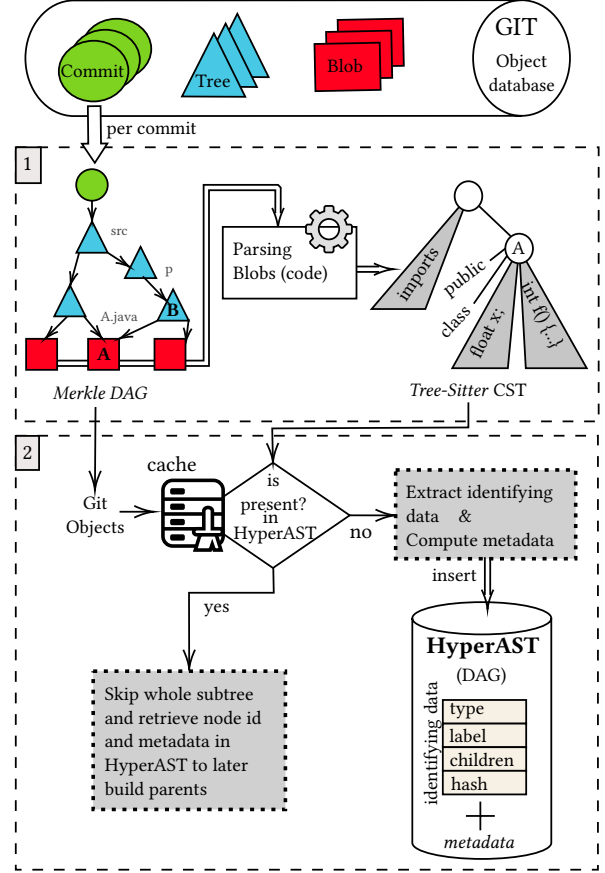 GIT
Object
database
Commit
Tree
Blob
per commit
1
src
p
B
A.java
A
Merkle DAG
Parsing
Blobs (code)
imports
A
public
class
float x;
int f() {...}
Tree-Sitter CST
2
cache
Git
Objects
is
present?
in
HyperAST
no
yes
Extract identifying
data &
Compute metadata
insert
Skip whole subtree
and retrieve node id
and metadata in
HyperAST to later
build parents
HyperAST
(DAG)
identifying data
type
label
children
hash
+
metadata